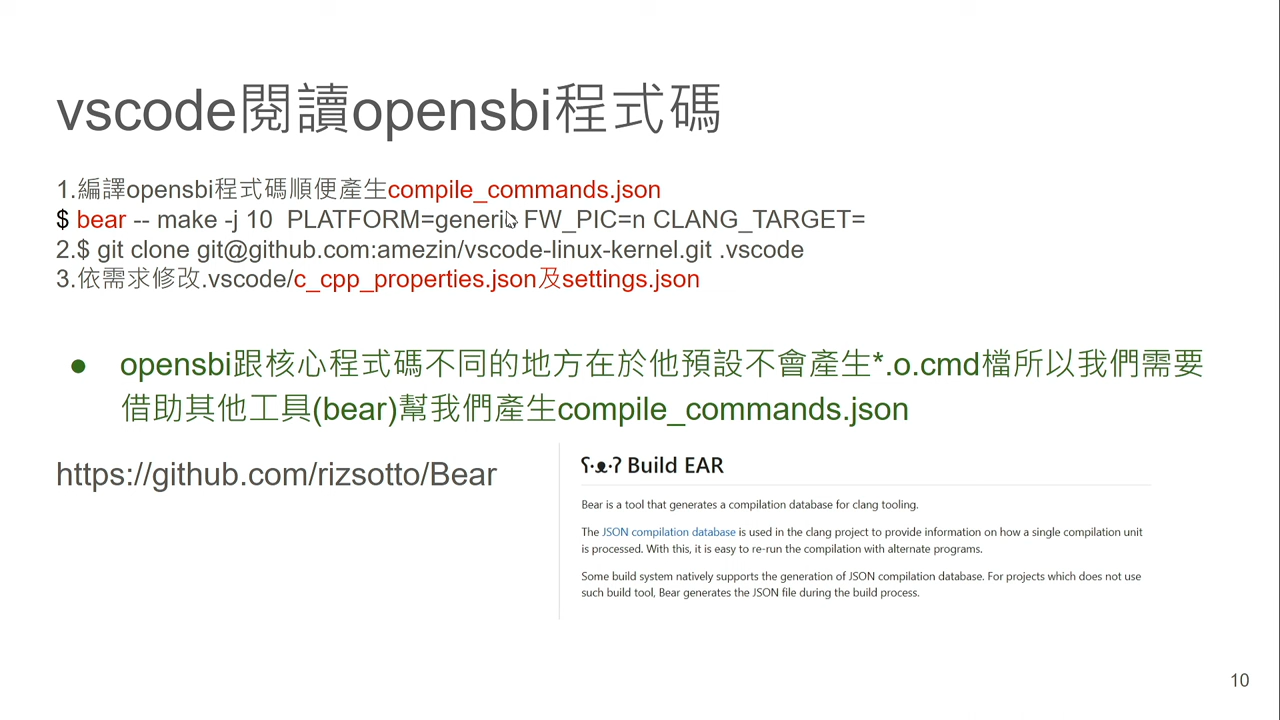 vscode閱讀opensbi程式碼
1.編譯opensbi程式碼順便產生compile_commands.json
$ bear -- make -j 10  PLATFORM=generic FW_PIC=n CLANG_TARGET=
2.$ git clone git@github.com:amezin/vscode-linux-kernel.git .vscode
3.依需求修改.vscode/c_cpp_properties.json及settings.json
● opensbi跟核心程式碼不同的地方在於他預設不會產生*.o.cmd檔所以我們需要
借助其他工具(bear)幫我們產生compile_commands.json
https://github.com/rizsotto/Bear
ʕ·ᴥ·ʔ Build EAR
Bear is a tool that generates a compilation database for clang tooling.
The JSON compilation database is used in the clang project to provide information on how a single compilation unit
is processed. With this, it is easy to re-run the compilation with alternate programs.
Some build system natively supports the generation of JSON compilation database. For projects which does not use
such build tool, Bear generates the JSON file during the build process.
10